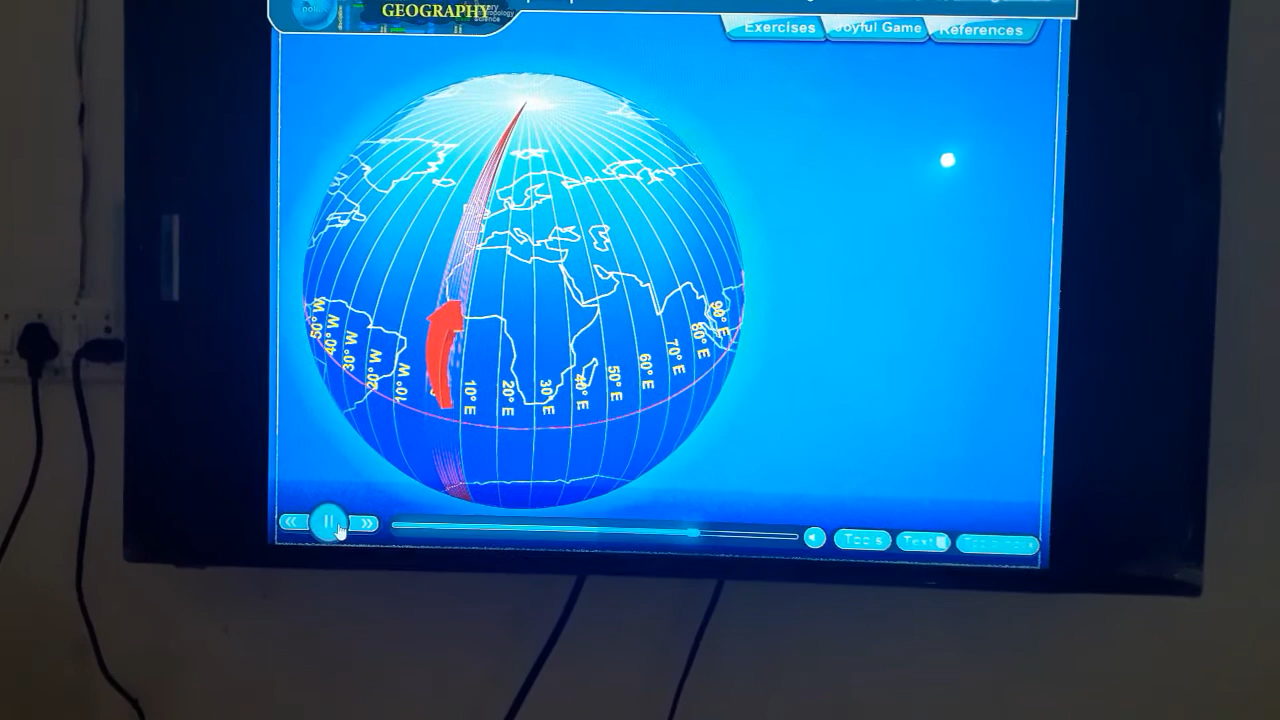 GEOGRAPHY
Science
Exercises
Joyful Game
References
50° W
40° W
30° W
20° W
10° W
10° E
20° E
30° E
40° E
50° E
60° E
70° E
80° E
90° E
Tools
Text